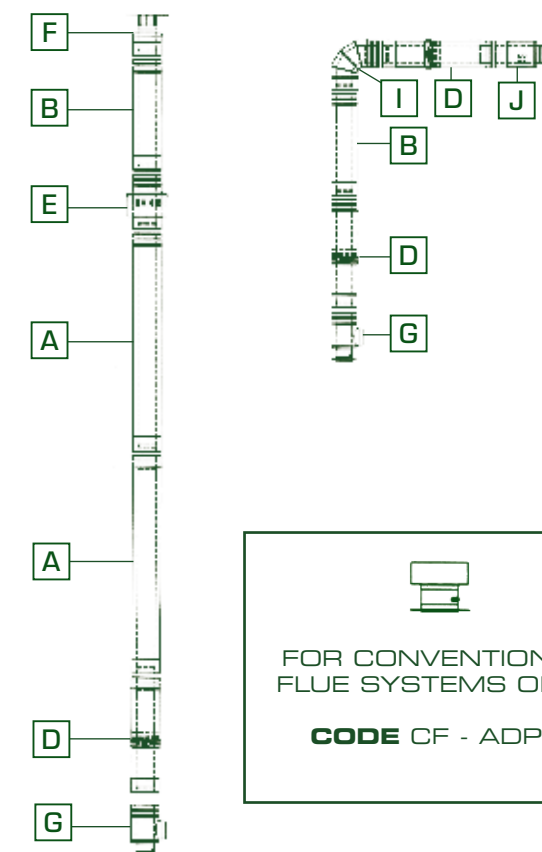 F
B
E
A
A
D
G
I
D
J
B
D
G
FOR CONVENTION
FLUE SYSTEMS
CODE CF - ADP